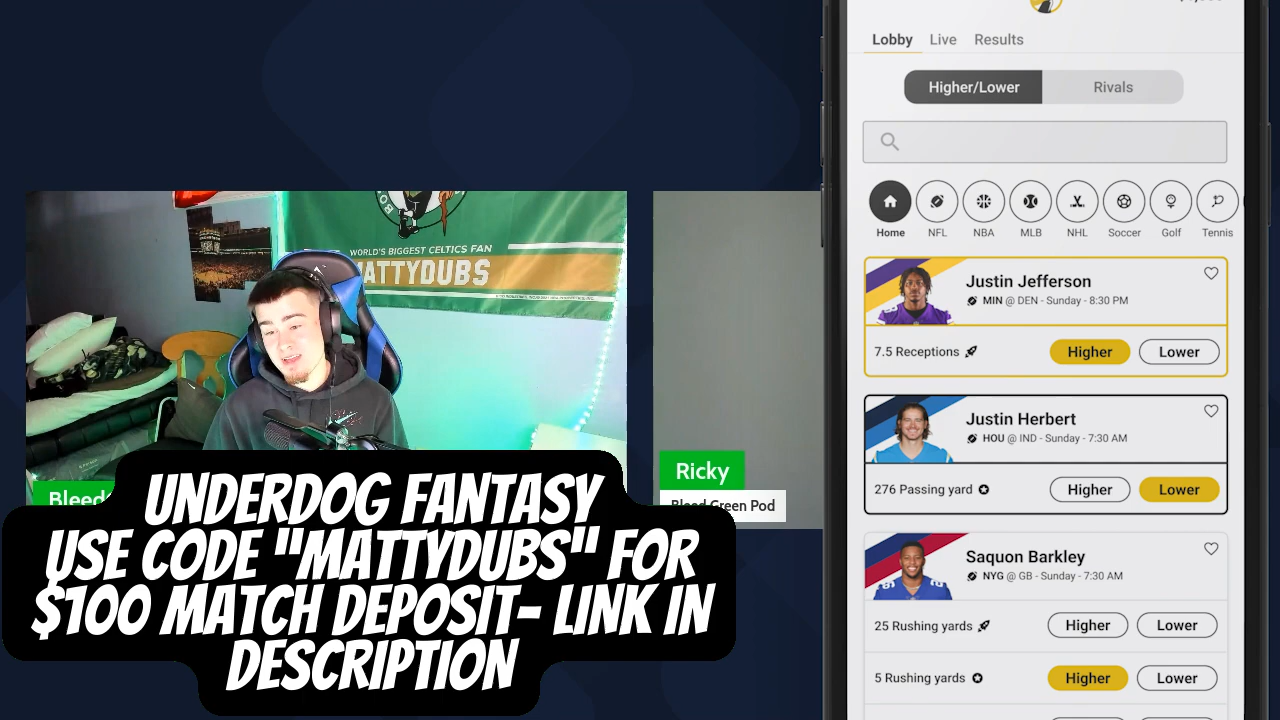 Lobby Live Results
Higher/Lower Rivals
Home NFL NBA MLB NHL Soccer Golf Tennis
Justin Jefferson
MIN @ DEN - Sunday - 8:30 PM
7.5 Receptions Higher Lower
Justin Herbert
HOU @ IND - Sunday - 7:30 AM
276 Passing yard Higher Lower
Saquon Barkley
NYG @ GB - Sunday - 7:30 AM
25 Rushing yards Higher Lower
5 Rushing yards Higher Lower
WORLD'S BIGGEST CELTICS FAN
MATTYDUBS
Ricky
Bleed Green Pod
UNDERDOG FANTASY
USE CODE "MATTYDUBS" FOR
$100 MATCH DEPOSIT- LINK IN
DESCRIPTION